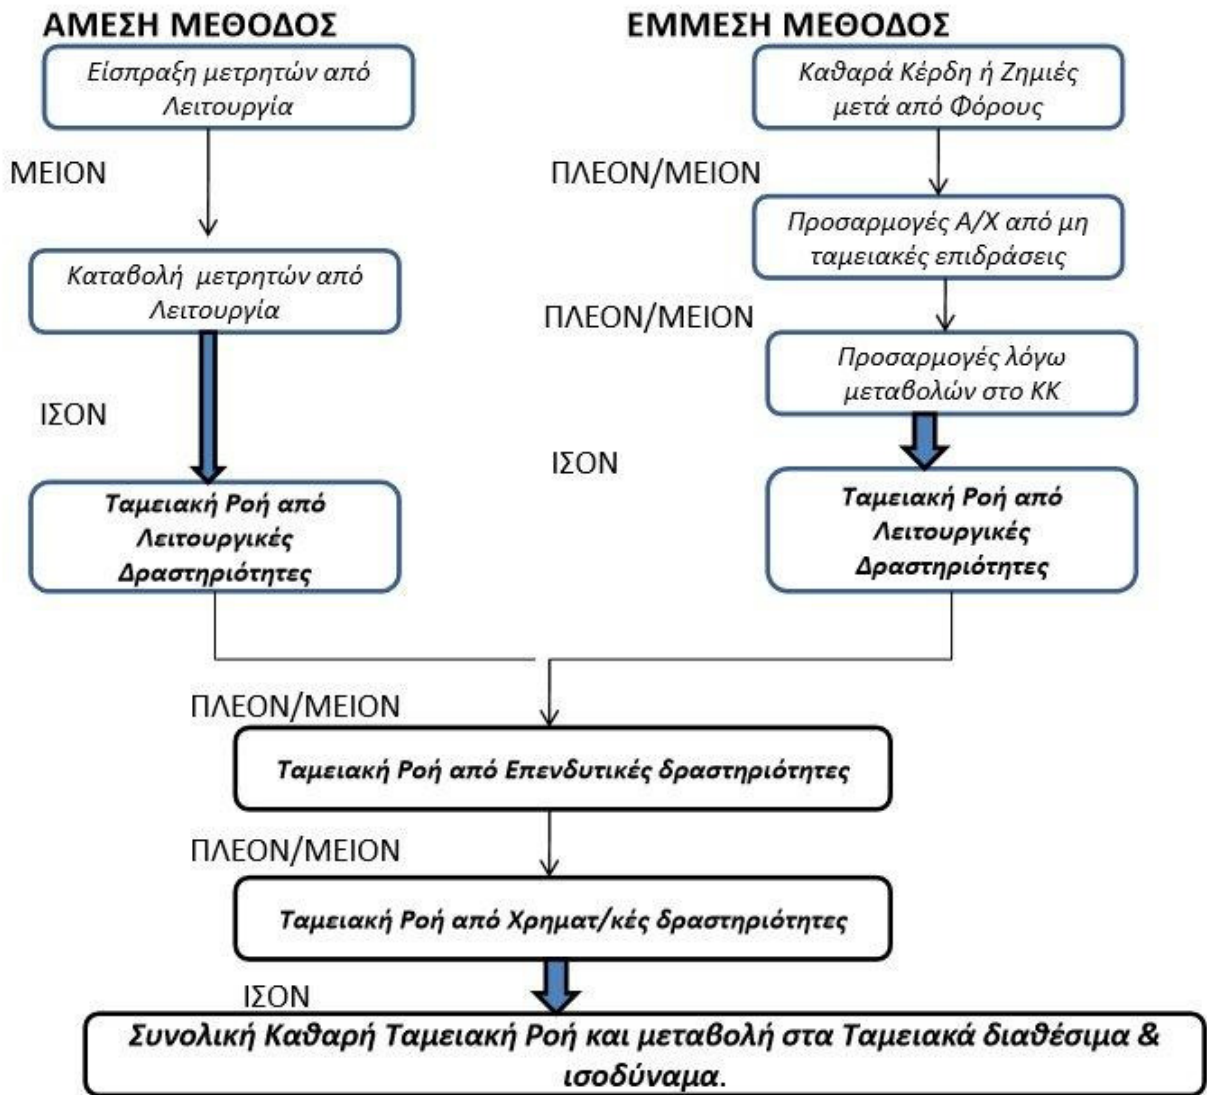 ΑΜΕΣΗ ΜΕΘΟΔΟΣ
Είσπραξη μετρητών από
Λειτουργία
ΜΕΙΟΝ
Καταβολή μετρητών από
Λειτουργία
ΙΣΟΝ
Ταμειακή Ροή από
Λειτουργικές
Δραστηριότητες
ΕΜΜΕΣΗ ΜΕΘΟΔΟΣ
Καθαρά Κέρδη ή Ζημιές
μετά από Φόρους
ΠΛΕΟΝ/ΜΕΙΟΝ
Προσαρμογές Α/Χ από μη
ταμειακές επιδράσεις
ΠΛΕΟΝ/ΜΕΙΟΝ
Προσαρμογές λόγω
μεταβολών στο ΚΚ
ΙΣΟΝ
Ταμειακή Ροή από
Λειτουργικές
Δραστηριότητες
ΠΛΕΟΝ/ΜΕΙΟΝ
Ταμειακή Ροή από Επενδυτικές δραστηριότητες
ΠΛΕΟΝ/ΜΕΙΟΝ
Ταμειακή Ροή από Χρηματ/κές δραστηριότητες
ΙΣΟΝ
Συνολική Καθαρή Ταμειακή Ροή και μεταβολή στα Ταμειακά διαθέσιμα &
ισοδύναμα.